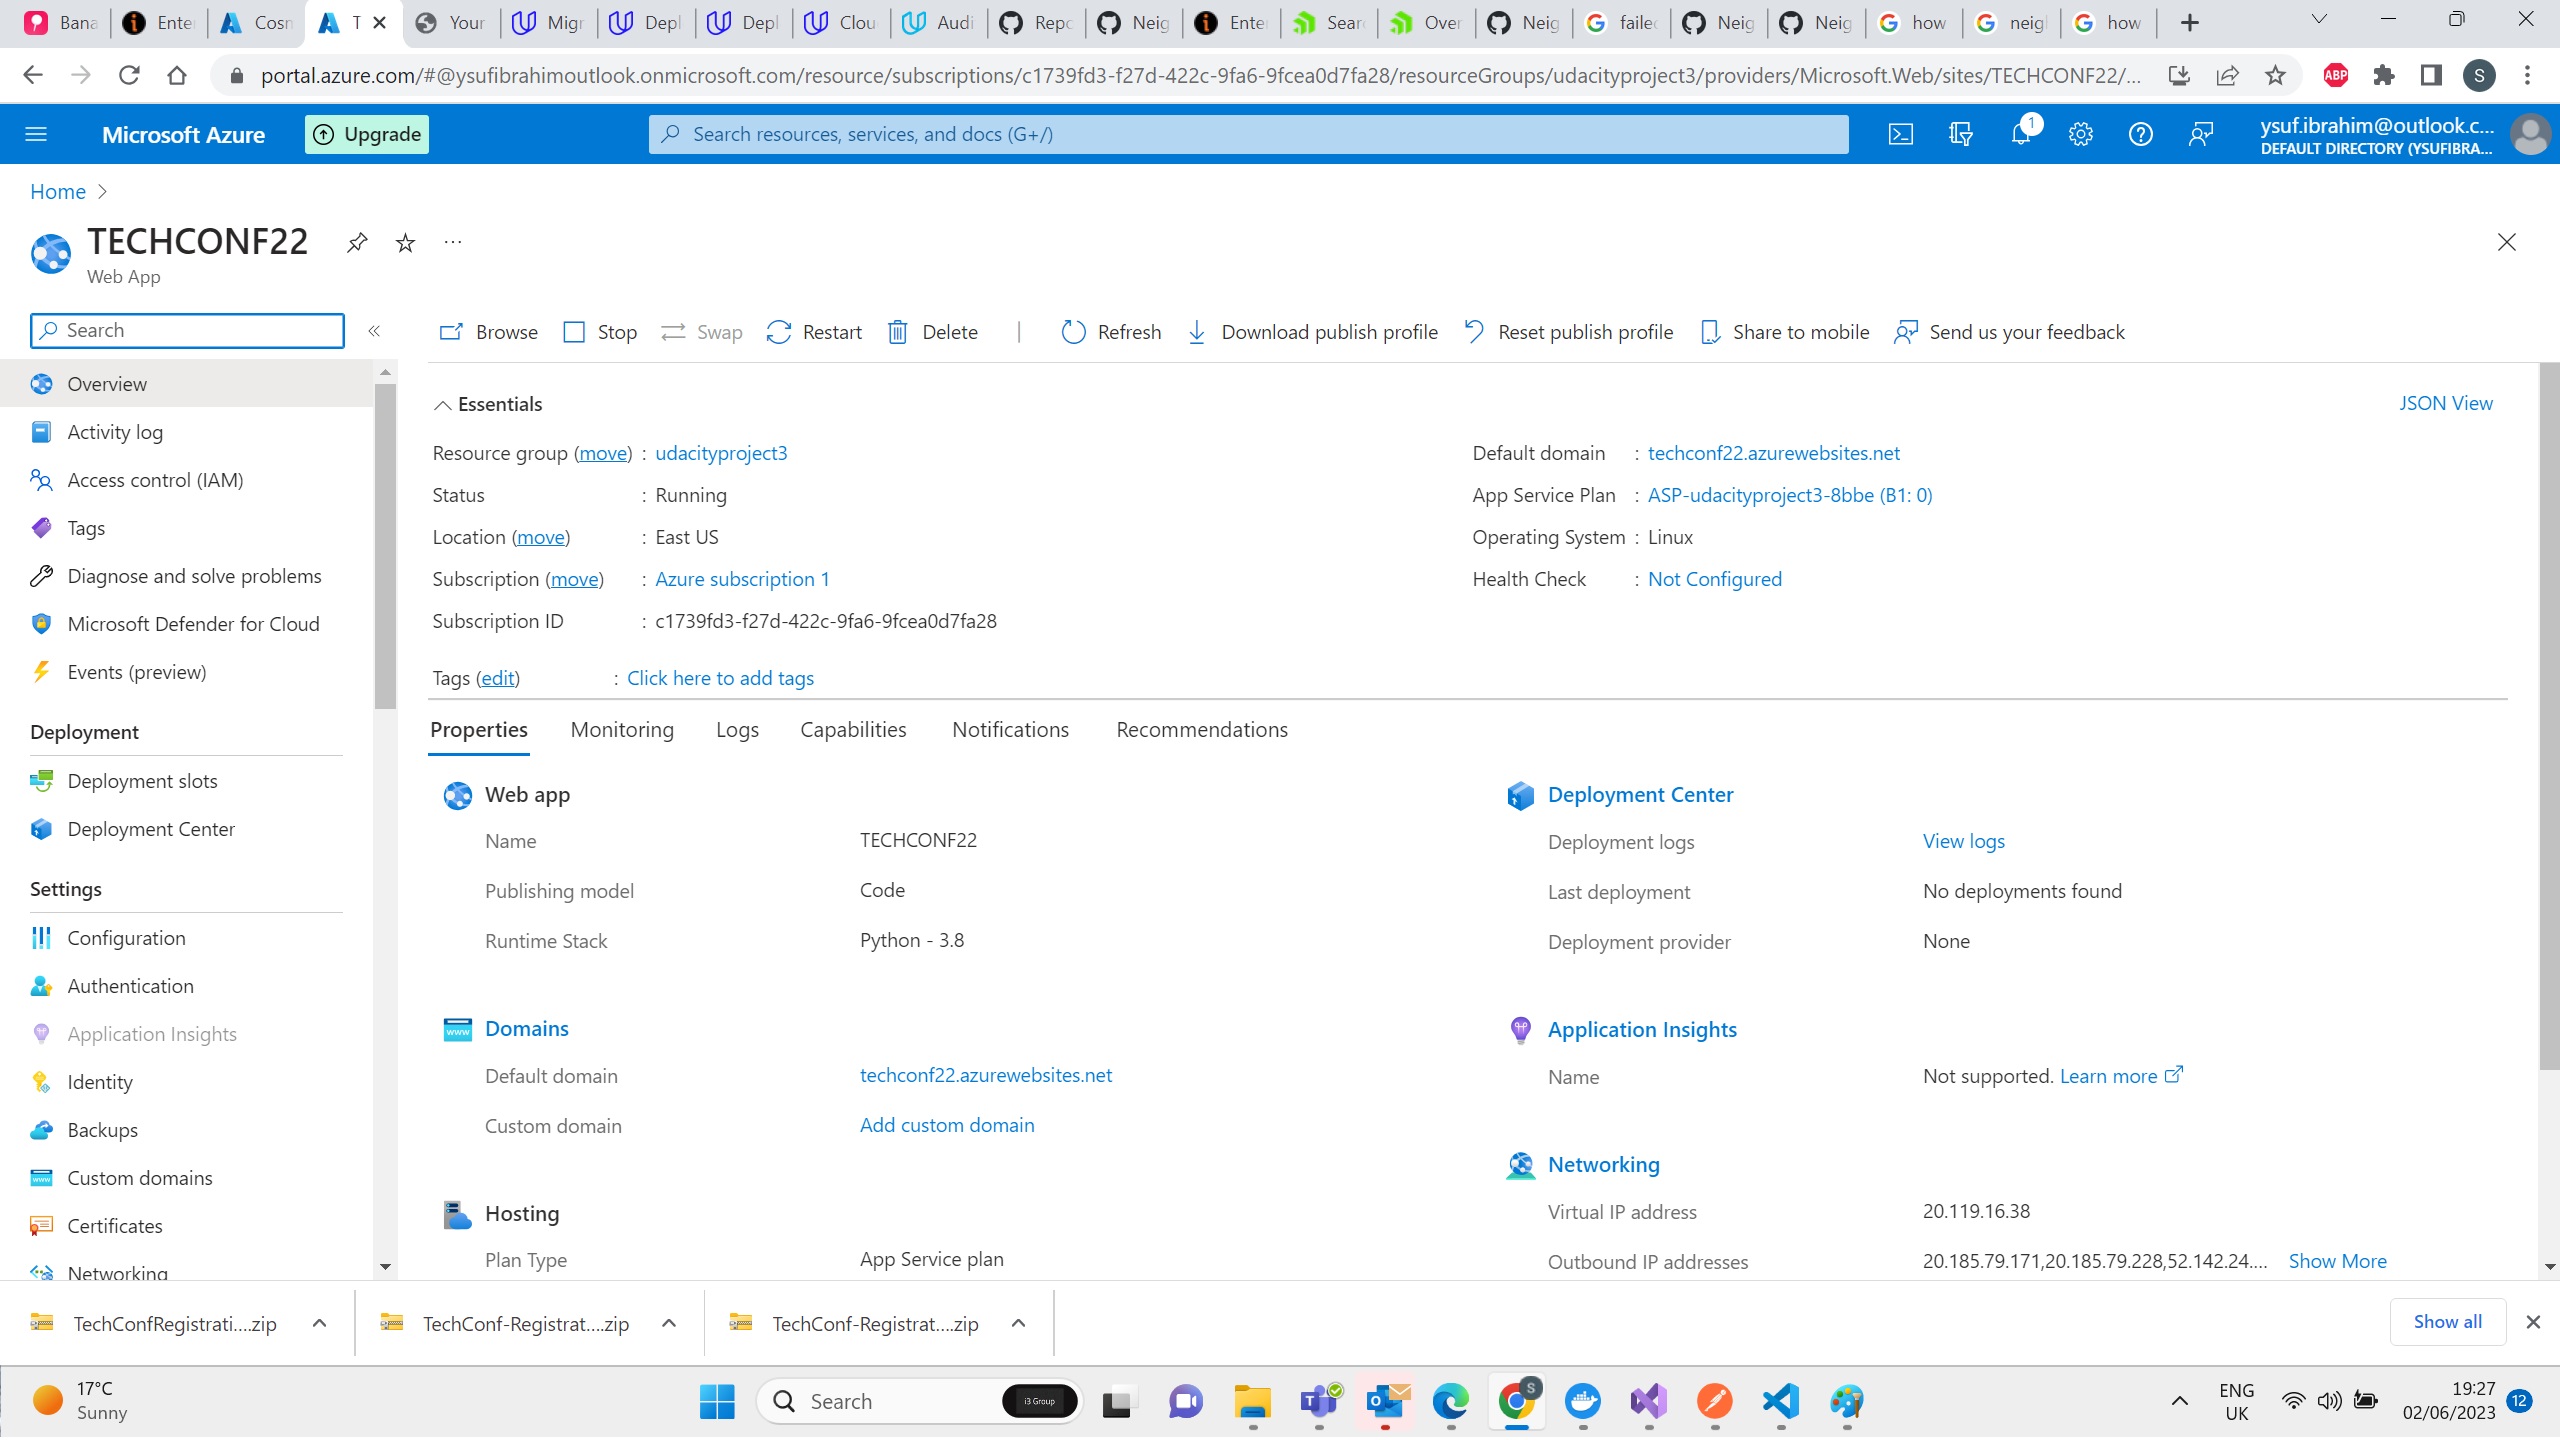 Bana
Enter
Cosm
T
Your
Migr
Depl
Depl
Clou
Audi
Repo
Neig
Enter
Sear
Over
Neig
failed
Neig
Neig
how
neigh
how
portal.azure.com/#@ysufibrahimoutlook.onmicrosoft.com/resource/subscriptions/c1739fd3-f27d-422c-9fa6-9fcea0d7fa28/resourceGroups/udacityproject3/providers/Microsoft.Web/sites/TECHCONF22/...
ABP
S
Microsoft Azure
Upgrade
Search resources, services, and docs (G+/)
1
ysuf.ibrahim@outlook.c...
DEFAULT DIRECTORY (YSUFIBRA...
Home
TECHCONF22
Web App
Search
Browse
Stop
Swap
Restart
Delete
Refresh
Download publish profile
Reset publish profile
Share to mobile
Send us your feedback
Overview
Activity log
Access control (IAM)
Tags
Diagnose and solve problems
Microsoft Defender for Cloud
Events (preview)
Deployment
Deployment slots
Deployment Center
Settings
Configuration
Authentication
Application Insights
Identity
Backups
Custom domains
Certificates
Networking
Essentials
JSON View
Resource group (move) : udacityproject3
Status : Running
Location (move) : East US
Subscription (move) : Azure subscription 1
Subscription ID : c1739fd3-f27d-422c-9fa6-9fcea0d7fa28
Tags (edit) : Click here to add tags
Default domain : techconf22.azurewebsites.net
App Service Plan : ASP-udacityproject3-8bbe (B1: 0)
Operating System : Linux
Health Check : Not Configured
Properties
Monitoring
Logs
Capabilities
Notifications
Recommendations
Web app
Name TECHCONF22
Publishing model Code
Runtime Stack Python - 3.8
Domains
Default domain techconf22.azurewebsites.net
Custom domain Add custom domain
Hosting
Plan Type App Service plan
Deployment Center
Deployment logs View logs
Last deployment No deployments found
Deployment provider None
Application Insights
Name Not supported. Learn more
Networking
Virtual IP address 20.119.16.38
Outbound IP addresses 20.185.79.171,20.185.79.228,52.142.24.... Show More
TechConfRegistrati....zip
TechConf-Registrat....zip
TechConf-Registrat....zip
Show all
17°C
Sunny
Search
i3 Group
S
ENG
UK
19:27
02/06/2023
12